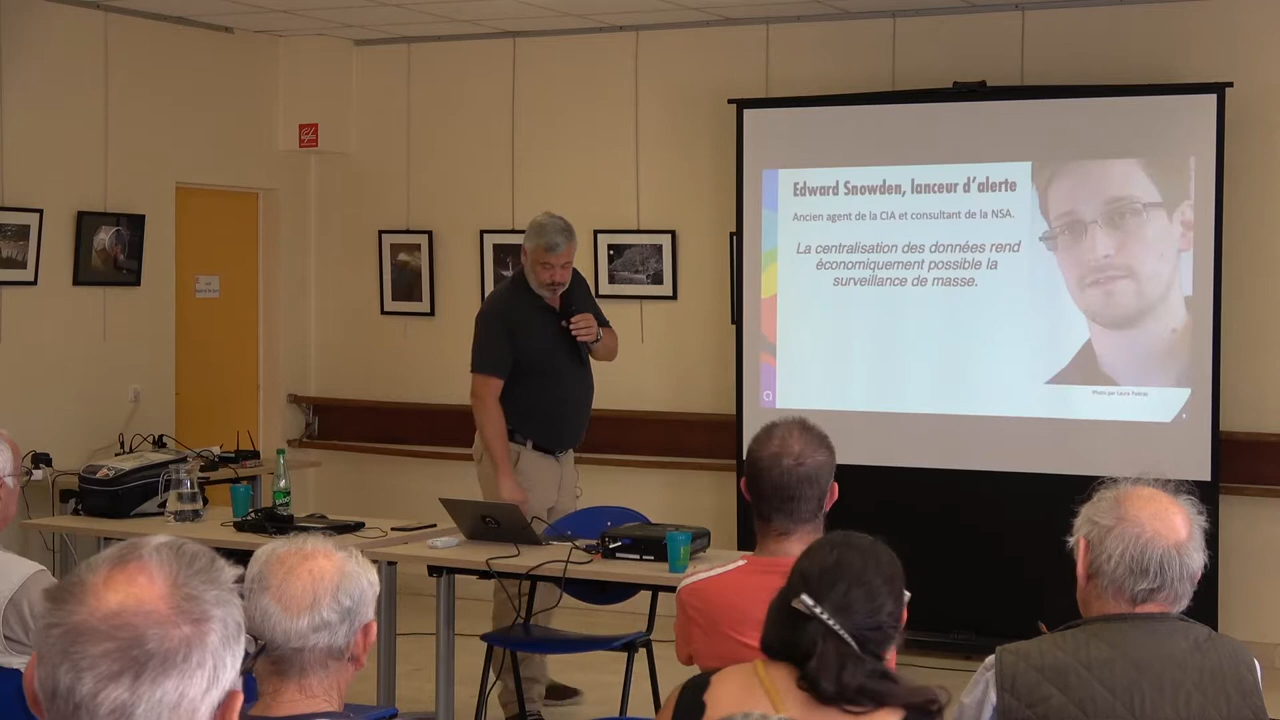 Edward Snowden, lanceur d'alerte
Ancien agent de la CIA et consultant de la NSA.
La centralisation des données rend
économiquement possible la
surveillance de masse.
Photo par Laura Poitras